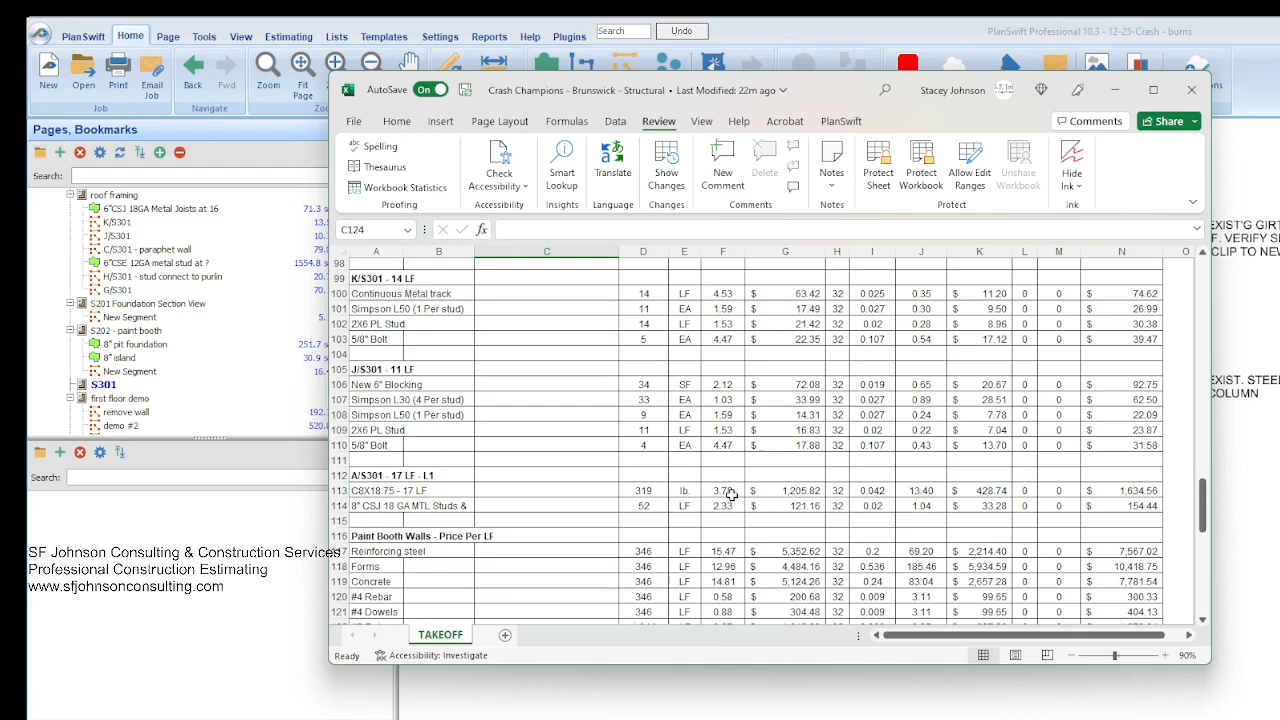 PlanSwift Home Page Tools View Estimating Lists Templates Settings Reports Help Plugins Search Undo PlanSwift Professional 10.3 - 12-25-Crash - burns
New Open Print Email Job Back Fwd Zoom Fit Page
Job Navigate
Pages, Bookmarks
Search:
roof framing
6"CSJ 18GA Metal Joists at 16 71.3 s
K/S301
J/S301
C/S301 - paraphet wall 79.
6"CSE 12GA metal stud at ? 1554.8 s
H/S301 - stud connect to purlin 20.
G/S301 70.
S201 Foundation Section View
New Segment 5.
S202 - paint booth
8" pit foundation 251.7 s
8" island 30.9 s
New Segment 16.
S301
first floor demo
remove wall 192.
demo #2 520.
Search:
SF Johnson Consulting & Construction Services
Professional Construction Estimating
www.sfjohnsonconsulting.com
AutoSave On Crash Champions - Brunswick - Structural • Last Modified: 22m ago Stacey Johnson
File Home Insert Page Layout Formulas Data Review View Help Acrobat PlanSwift Comments Share
Spelling
Thesaurus
Workbook Statistics
Check Accessibility
Smart Lookup
Translate
Show Changes
New Comment
Delete
Notes
Protect Sheet
Protect Workbook
Allow Edit Ranges
Unshare Workbook
Hide Ink
Proofing Accessibility Insights Language Changes Comments Notes Protect Ink
C124 fx
A B C D E F G H I J K L M N O
98
99 K/S301 - 14 LF
100 Continuous Metal track 14 LF 4.53 $ 63.42 32 0.025 0.35 $ 11.20 0 0 $ 74.62
101 Simpson L50 (1 Per stud) 11 EA 1.59 $ 17.49 32 0.027 0.30 $ 9.50 0 0 $ 26.99
102 2X6 PL Stud 14 LF 1.53 $ 21.42 32 0.02 0.28 $ 8.96 0 0 $ 30.38
103 5/8" Bolt 5 EA 4.47 $ 22.35 32 0.107 0.54 $ 17.12 0 0 $ 39.47
104
105 J/S301 - 11 LF
106 New 6" Blocking 34 SF 2.12 $ 72.08 32 0.019 0.65 $ 20.67 0 0 $ 92.75
107 Simpson L30 (4 Per stud) 33 EA 1.03 $ 33.99 32 0.027 0.89 $ 28.51 0 0 $ 62.50
108 Simpson L50 (1 Per stud) 9 EA 1.59 $ 14.31 32 0.027 0.24 $ 7.78 0 0 $ 22.09
109 2X6 PL Stud 11 LF 1.53 $ 16.83 32 0.02 0.22 $ 7.04 0 0 $ 23.87
110 5/8" Bolt 4 EA 4.47 $ 17.88 32 0.107 0.43 $ 13.70 0 0 $ 31.58
111
112 A/S301 - 17 LF - L1
113 C8X18.75 - 17 LF 319 lb. $ 1,205.82 32 0.042 13.40 $ 428.74 0 0 $ 1,634.56
114 8" CSJ 18 GA MTL Studs & 52 LF 2.33 $ 121.16 32 0.02 1.04 $ 33.28 0 0 $ 154.44
115
116 Paint Booth Walls - Price Per LF
117 Reinforcing steel 346 LF 15.47 $ 5,352.62 32 0.2 69.20 $ 2,214.40 0 0 $ 7,567.02
118 Forms 346 LF 12.96 $ 4,484.16 32 0.536 185.46 $ 5,934.59 0 0 $ 10,418.75
119 Concrete 346 LF 14.81 $ 5,124.26 32 0.24 83.04 $ 2,657.28 0 0 $ 7,781.54
120 #4 Rebar 346 LF 0.58 $ 200.68 32 0.009 3.11 $ 99.65 0 0 $ 300.33
121 #4 Dowels 346 LF 0.88 $ 304.48 32 0.009 3.11 $ 99.65 0 0 $ 404.13
TAKEOFF
Ready Accessibility: Investigate 90%
EXIST'G GIRT
F. VERIFY S
CLIP TO NEW
EXIST. STEE
COLUMN